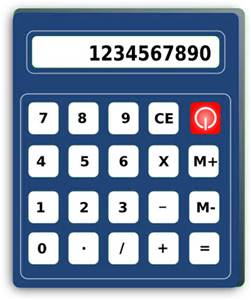 1234567890
7 8 9 CE
4 5 6 X M+
1 2 3 − M-
0 · / + =